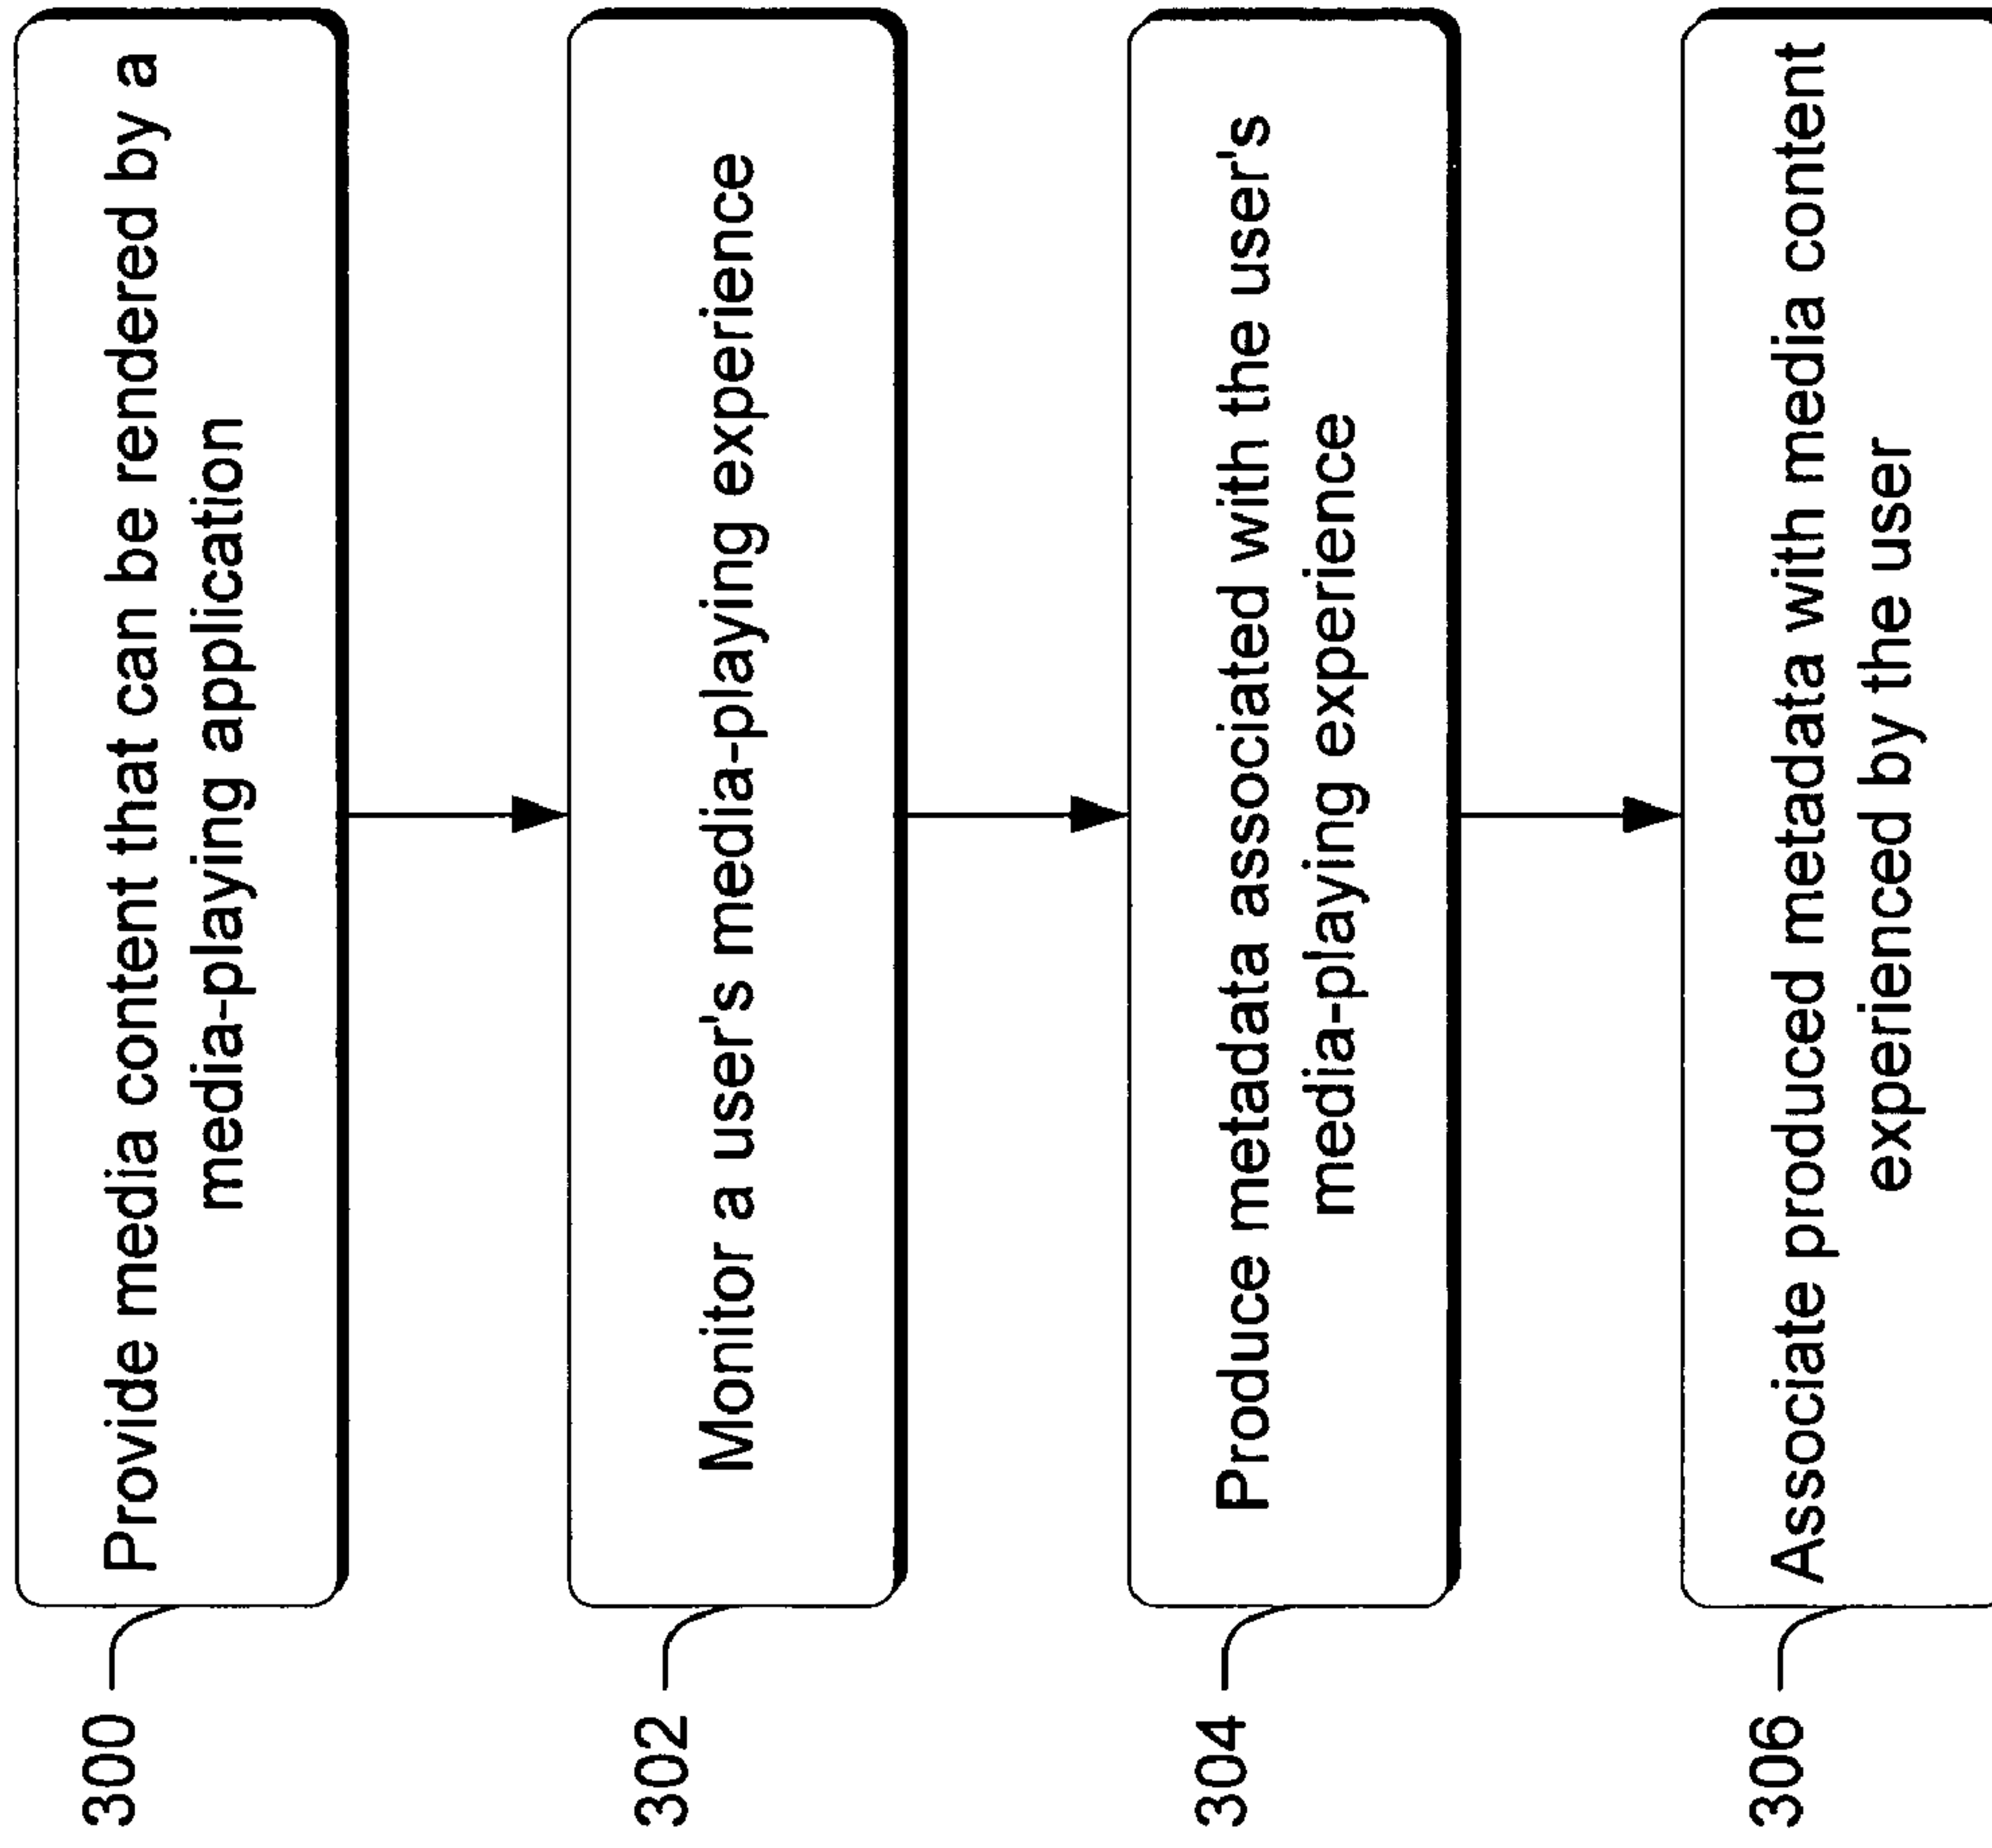 300
Provide media content that can be rendered by a
media-playing application
302
Monitor a user's media-playing experience
304
Produce metadata associated with the user's
media-playing experience
306
Associate produced metadata with media content
experienced by the user